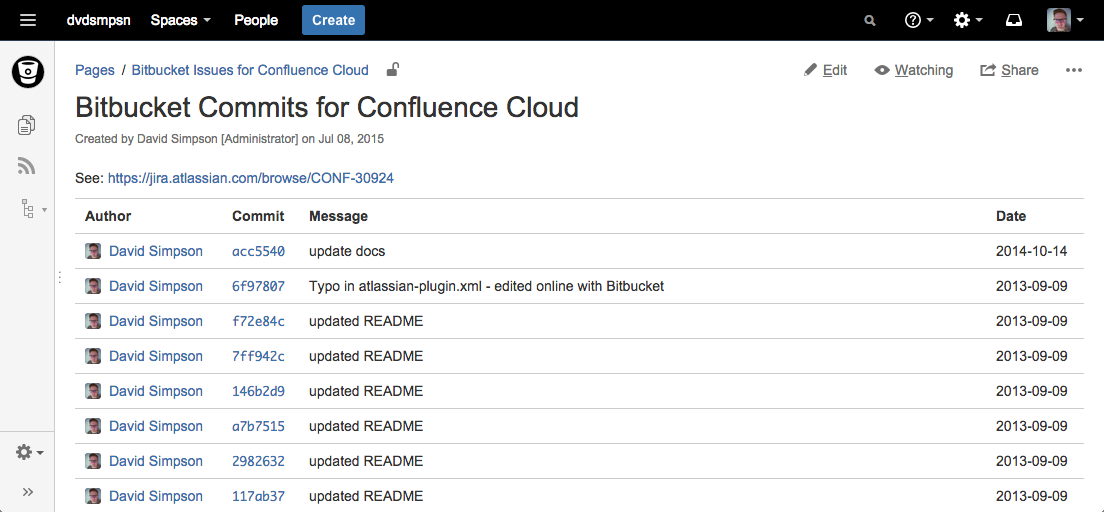 dvdsmpsn Spaces People Create
Pages / Bitbucket Issues for Confluence Cloud
Edit Watching Share
Bitbucket Commits for Confluence Cloud
Created by David Simpson [Administrator] on Jul 08, 2015
See: https://jira.atlassian.com/browse/CONF-30924
Author Commit Message Date
David Simpson acc5540 update docs 2014-10-14
David Simpson 6f97807 Typo in atlassian-plugin.xml - edited online with Bitbucket 2013-09-09
David Simpson f72e84c updated README 2013-09-09
David Simpson 7ff942c updated README 2013-09-09
David Simpson 146b2d9 updated README 2013-09-09
David Simpson a7b7515 updated README 2013-09-09
David Simpson 2982632 updated README 2013-09-09
David Simpson 117ab37 updated README 2013-09-09